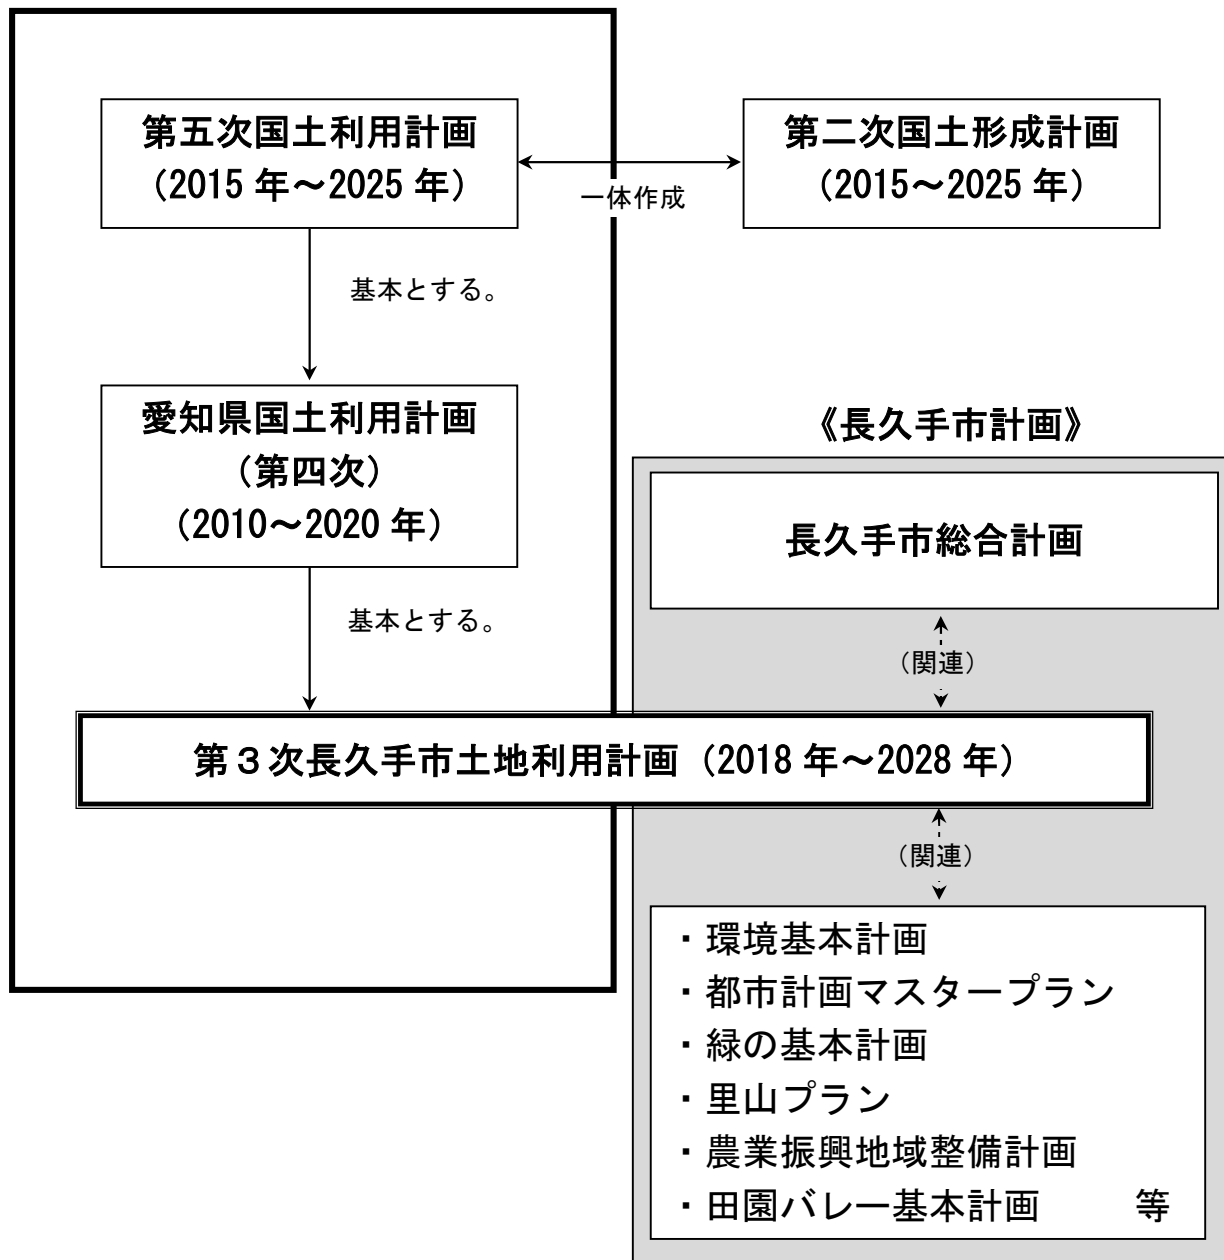 第五次国土利用計画
（2015 年～2025 年）
一体作成
第二次国土形成計画
（2015～2025 年）
基本とする。
愛知県国土利用計画
（第四次）
（2010～2020 年）
基本とする。
《長久手市計画》
長久手市総合計画
（関連）
第３次長久手市土地利用計画（2018 年～2028 年）
（関連）
・環境基本計画
・都市計画マスタープラン
・緑の基本計画
・里山プラン
・農業振興地域整備計画
・田園バレー基本計画　　等